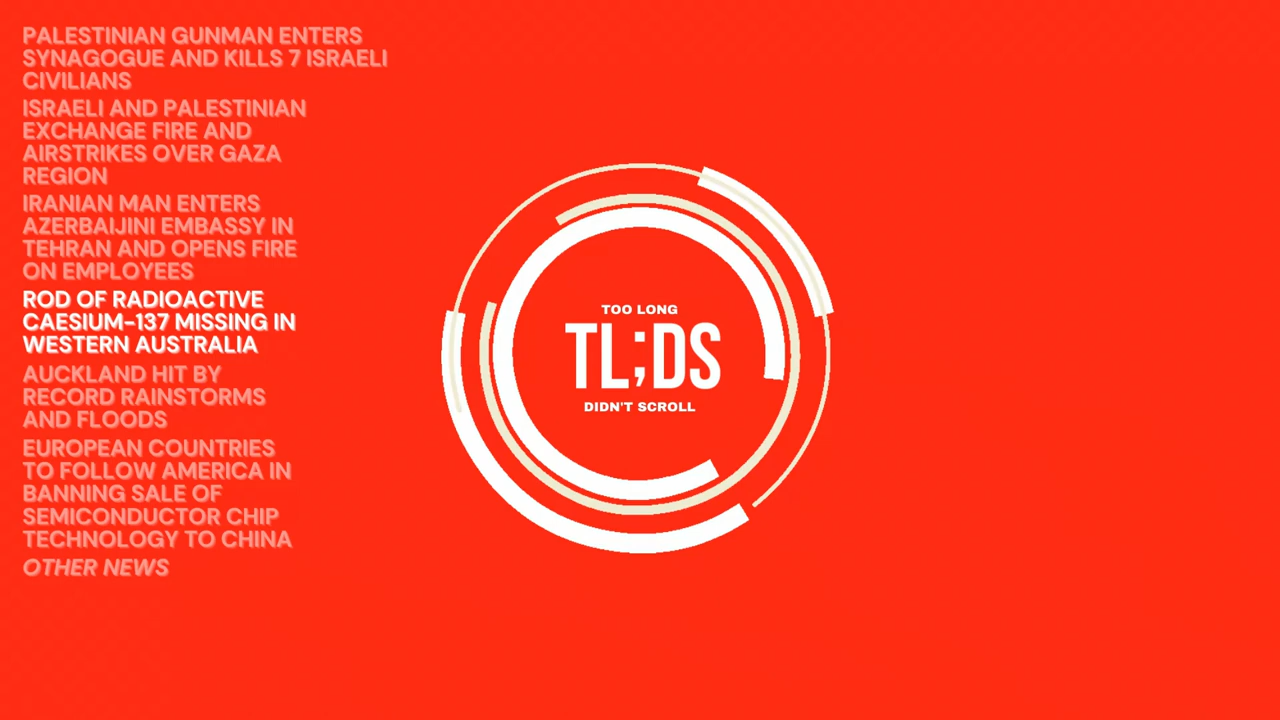 PALESTINIAN GUNMAN ENTERS
SYNAGOGUE AND KILLS 7 ISRAELI
CIVILIANS
ISRAELI AND PALESTINIAN
EXCHANGE FIRE AND
AIRSTRIKES OVER GAZA
REGION
IRANIAN MAN ENTERS
AZERBAIJINI EMBASSY IN
TEHRAN AND OPENS FIRE
ON EMPLOYEES
ROD OF RADIOACTIVE
CAESIUM-137 MISSING IN
WESTERN AUSTRALIA
AUCKLAND HIT BY
RECORD RAINSTORMS
AND FLOODS
EUROPEAN COUNTRIES
TO FOLLOW AMERICA IN
BANNING SALE OF
SEMICONDUCTOR CHIP
TECHNOLOGY TO CHINA
OTHER NEWS
TOO LONG
TL;DS
DIDN'T SCROLL